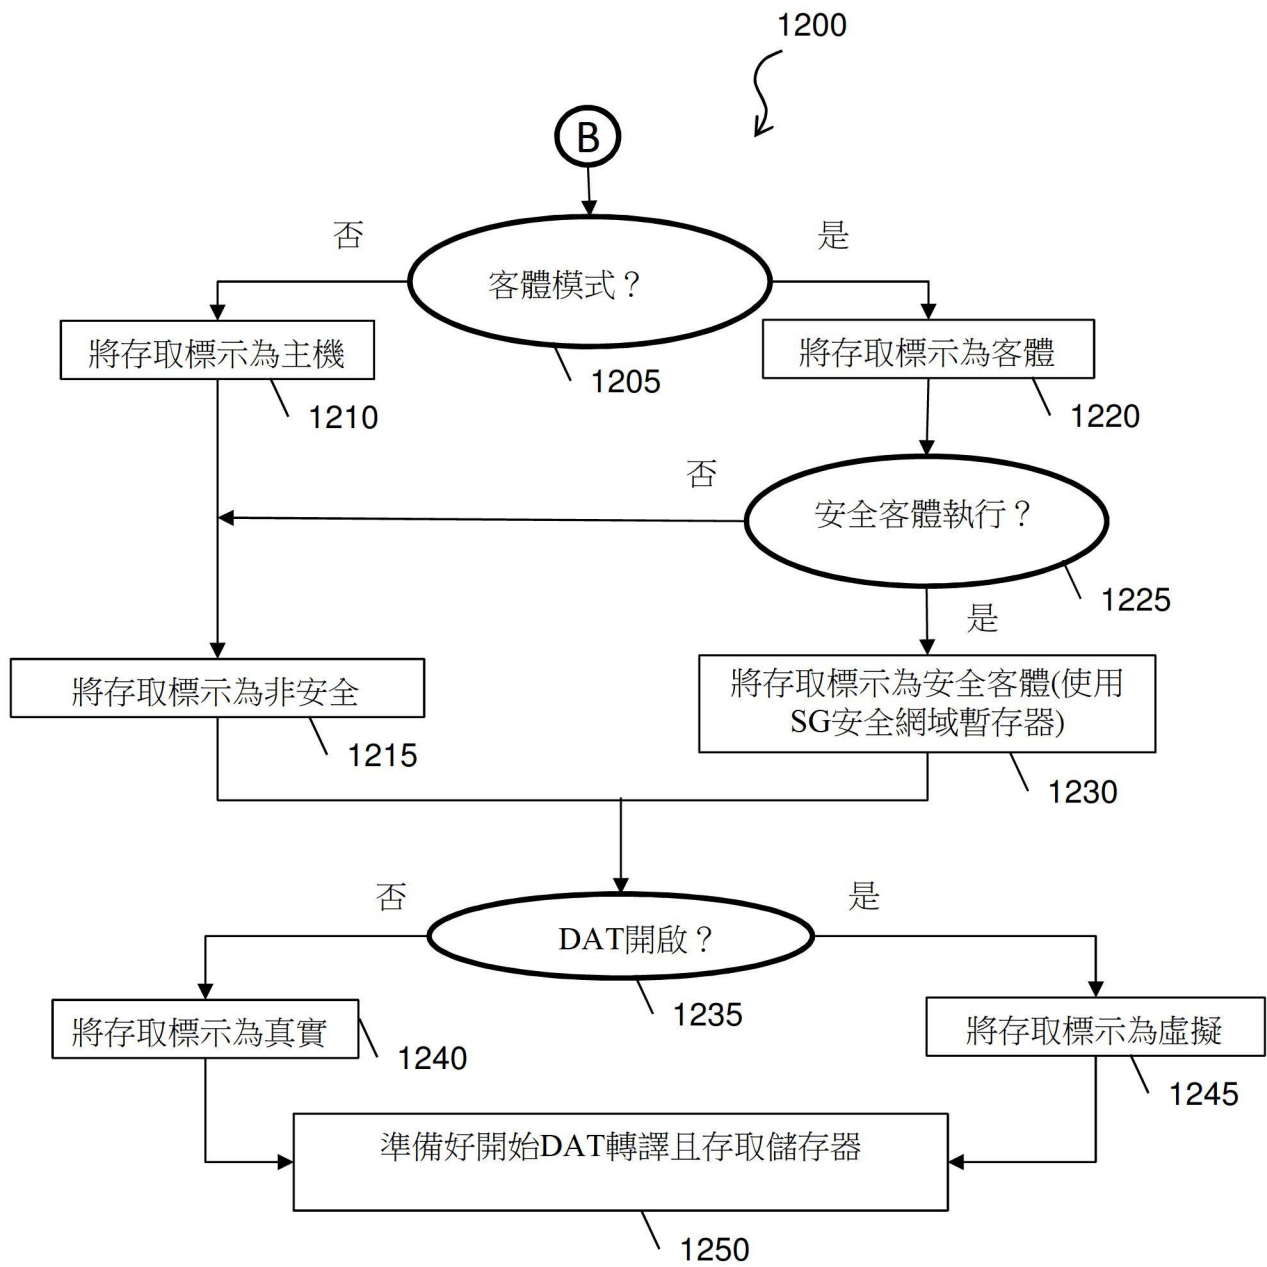 1200
B
否
是
客體模式？
將存取標示為主機
將存取標示為客體
1205
1210
1220
否
安全客體執行？
1225
是
將存取標示為非安全
將存取標示為安全客體(使用
SG安全網域暫存器)
1215
1230
否
是
DAT開啟？
1235
將存取標示為真實
將存取標示為虛擬
1240
1245
準備好開始DAT轉譯且存取儲存器
1250